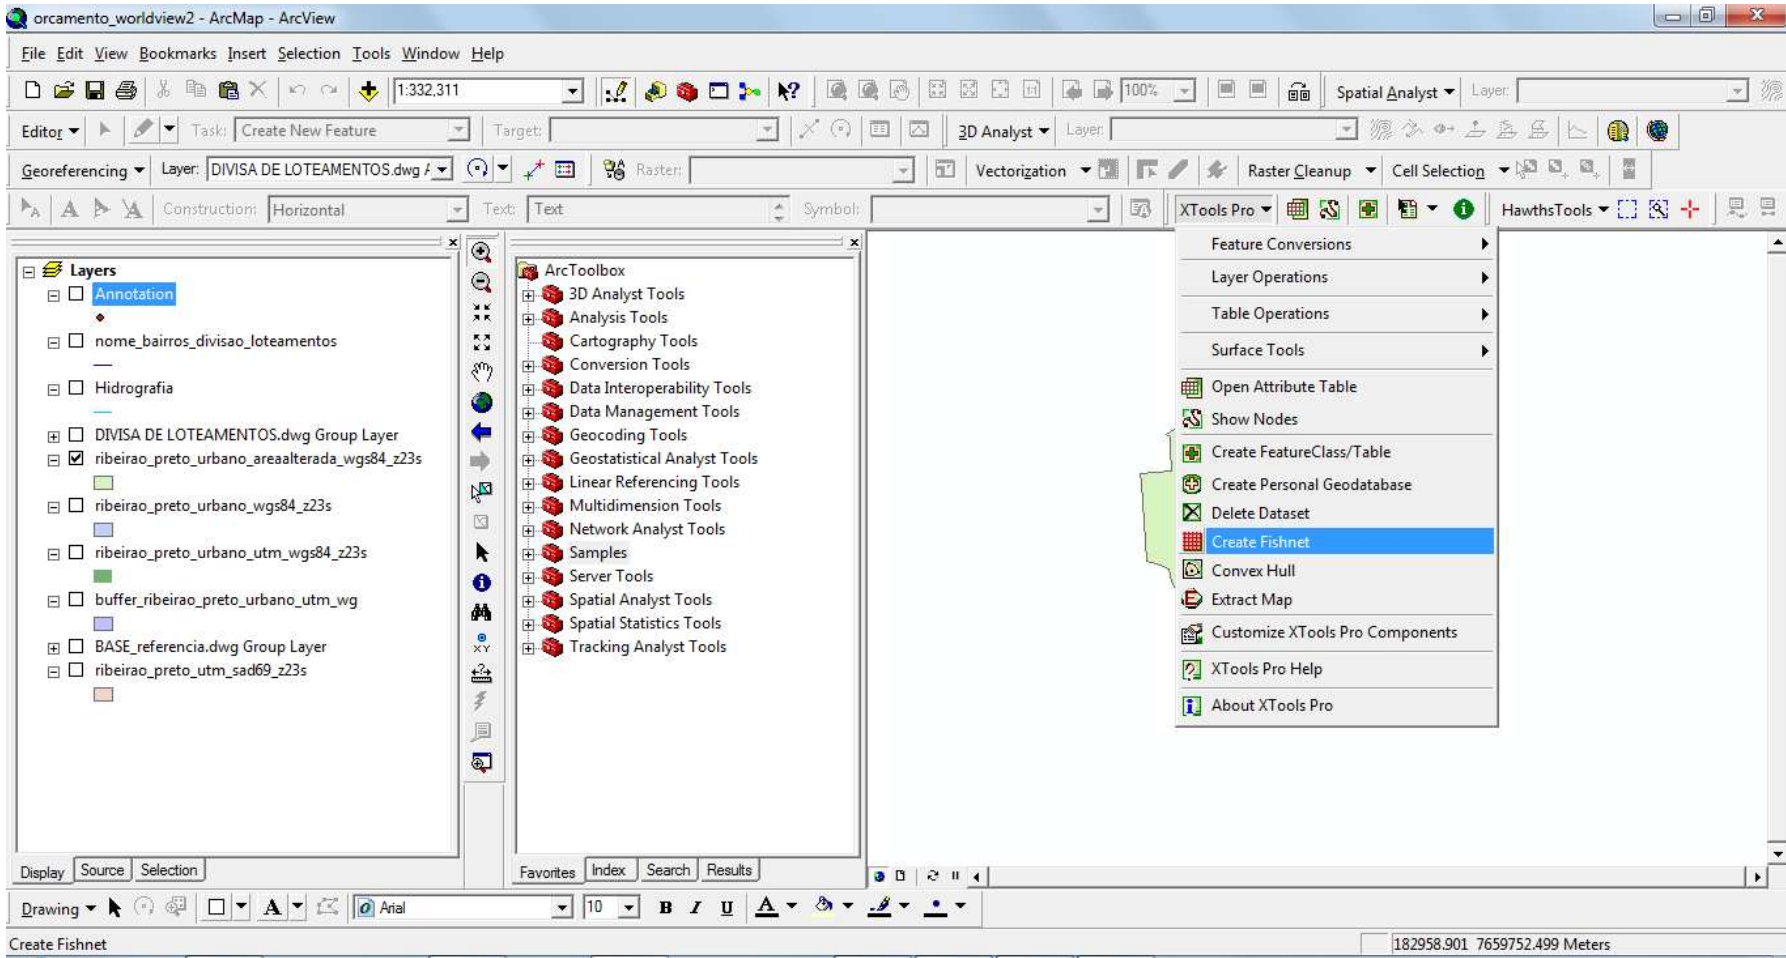 orcamento_worldview2 - ArcMap - ArcView
File Edit View Bookmarks Insert Selection Tools Window Help
1:332,311 100% Spatial Analyst Layer:
Editor Task: Create New Feature Target: 3D Analyst Layer:
Georeferencing Layer: DIVISA DE LOTEAMENTOS.dwg Raster: Vectorization Raster Cleanup Cell Selection
Construction: Horizontal Text: Text Symbol: XTools Pro HawthsTools
Layers
Annotation
nome_bairros_divisao_loteamentos
Hidrografia
DIVISA DE LOTEAMENTOS.dwg Group Layer
ribeirao_preto_urbano_areaalterada_wgs84_z23s
ribeirao_preto_urbano_wgs84_z23s
ribeirao_preto_urbano_utm_wgs84_z23s
buffer_ribeirao_preto_urbano_utm_wg
BASE_referencia.dwg Group Layer
ribeirao_preto_utm_sad69_z23s
Display Source Selection
XY
ArcToolbox
3D Analyst Tools
Analysis Tools
Cartography Tools
Conversion Tools
Data Interoperability Tools
Data Management Tools
Geocoding Tools
Geostatistical Analyst Tools
Linear Referencing Tools
Multidimension Tools
Network Analyst Tools
Samples
Server Tools
Spatial Analyst Tools
Spatial Statistics Tools
Tracking Analyst Tools
Favorites Index Search Results
Feature Conversions
Layer Operations
Table Operations
Surface Tools
Open Attribute Table
Show Nodes
Create FeatureClass/Table
Create Personal Geodatabase
Delete Dataset
Create Fishnet
Convex Hull
Extract Map
Customize XTools Pro Components
XTools Pro Help
About XTools Pro
Drawing A Arial 10 B I U A
Create Fishnet 182958.901 7659752.499 Meters